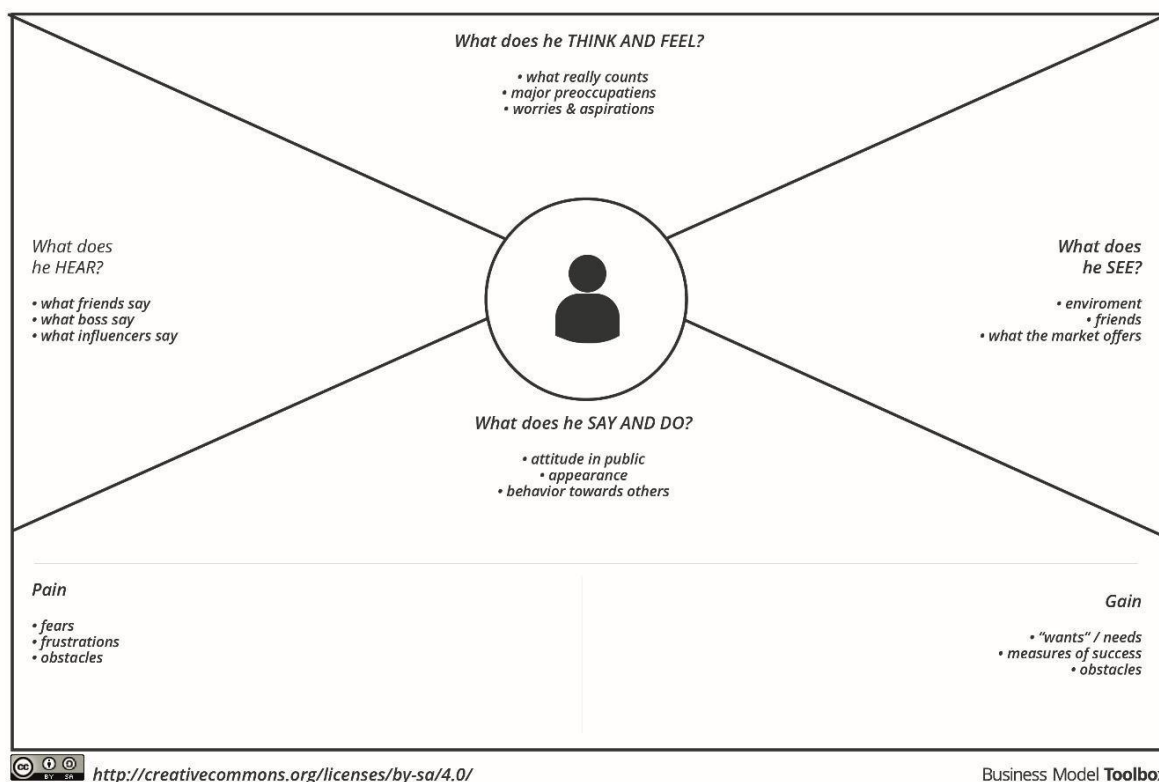 What does he THINK AND FEEL?
• what really counts
• major preoccupatiens
• worries & aspirations
What does
he HEAR?
• what friends say
• what boss say
• what influencers say
What does
he SEE?
• enviroment
• friends
• what the market offers
What does he SAY AND DO?
• attitude in public
• appearance
• behavior towards others
Pain
• fears
• frustrations
• obstacles
Gain
• “wants“ / needs
• measures of success
• obstacles
cc BY SA
http://creativecommons.org/licenses/by-sa/4.0/
Business Model Toolbo